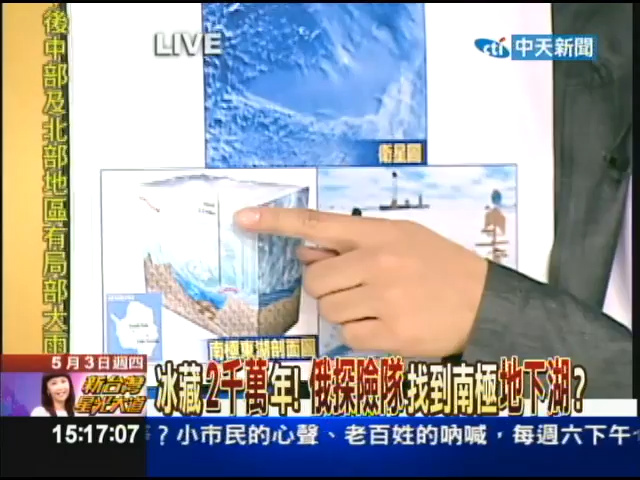 LIVE
cti 中天新聞
後中部及北部地區有局部大雨
衛星圖
南極東湖剖面圖
5月3日週四
新台灣
星光大道
冰藏2千萬年!俄探險隊找到南極地下湖?
15:17:07
?小市民的心聲、老百姓的吶喊,每週六下午